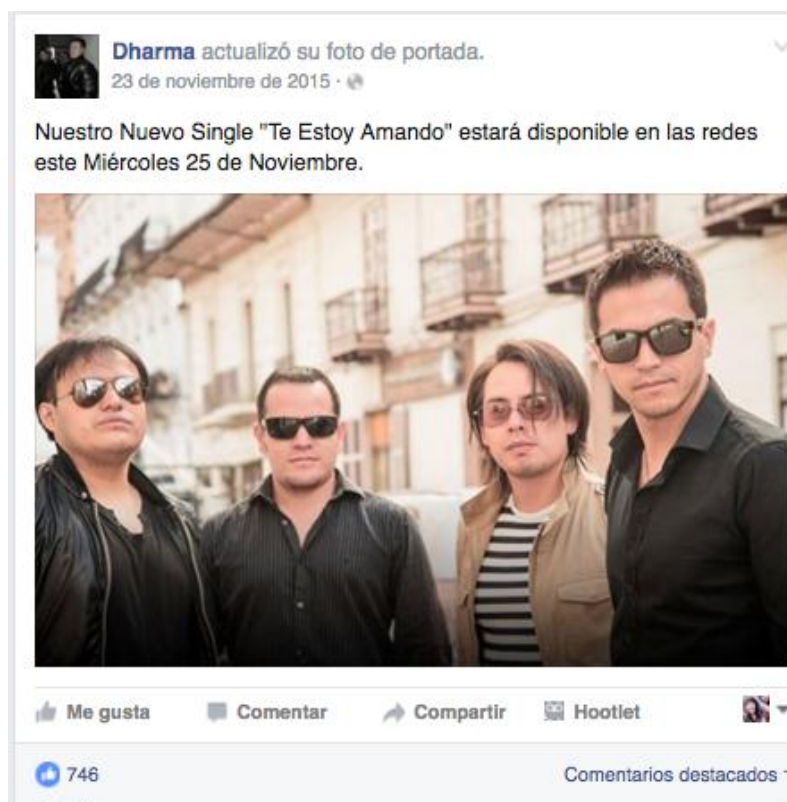 Dharma actualizó su foto de portada.
23 de noviembre de 2015 ·
Nuestro Nuevo Single "Te Estoy Amando" estará disponible en las redes
este Miércoles 25 de Noviembre.
Me gusta Comentar Compartir Hootlet
746 Comentarios destacados